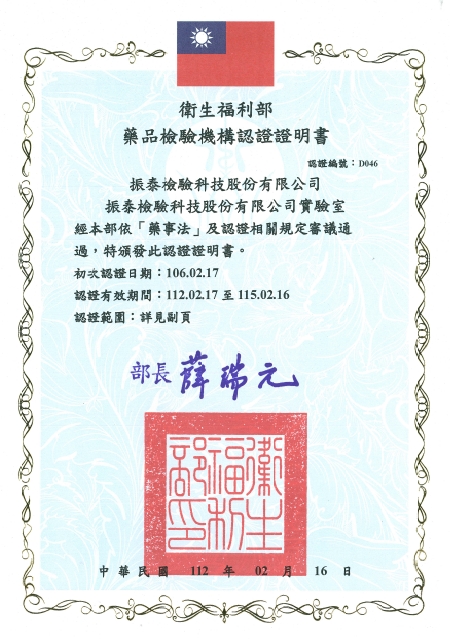 衛生福利部
藥品檢驗機構認證證明書
認證編號：D046
振泰檢驗科技股份有限公司
振泰檢驗科技股份有限公司實驗室
經本部依「藥事法」及認證相關規定審議通
過，特頒發此認證證明書。
初次認證日期：106.02.17
認證有效期間：112.02.17 至 115.02.16
認證範圍：詳見副頁
部長 薛瑞元
衛生福利部印
中華民國 112 年 02 月 16 日